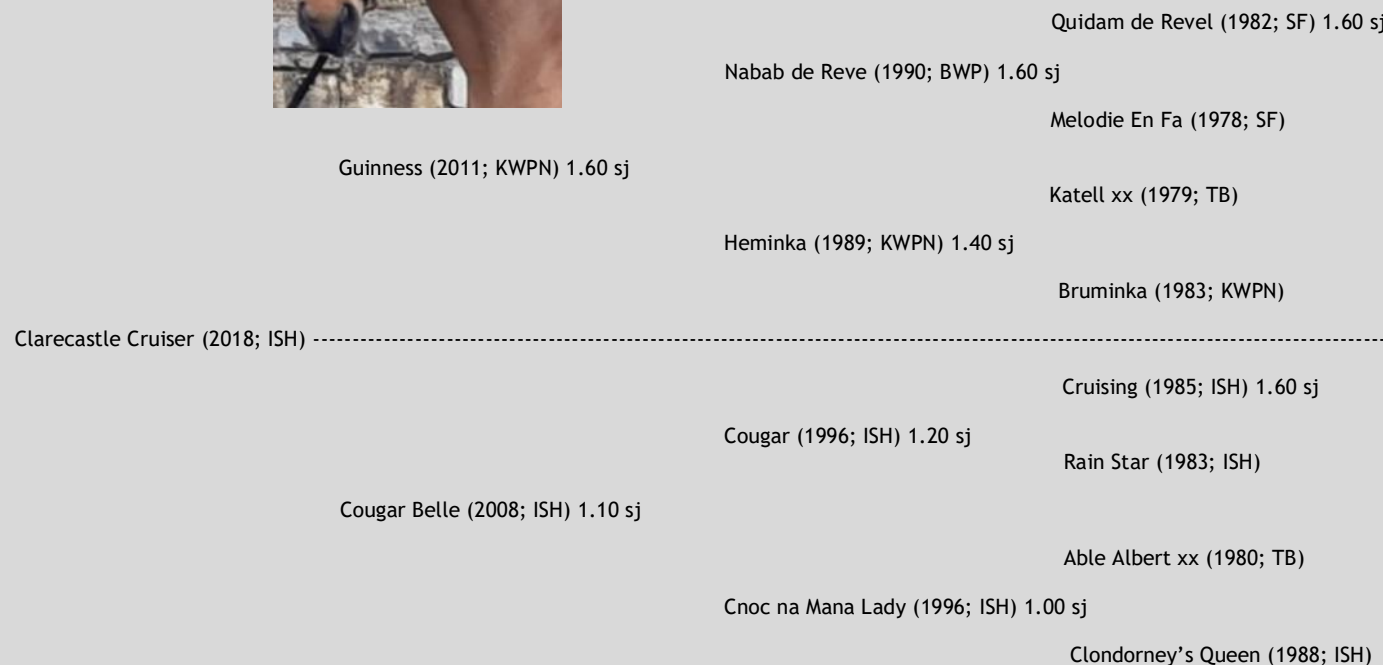 Quidam de Revel (1982; SF) 1.60 sj
Nabab de Reve (1990; BWP) 1.60 sj
Melodie En Fa (1978; SF)
Guinness (2011; KWPN) 1.60 sj
Katell xx (1979; TB)
Heminka (1989; KWPN) 1.40 sj
Bruminka (1983; KWPN)
Clarecastle Cruiser (2018; ISH) --------------------------------------------------------------------------------------------------------------------------------------------
Cruising (1985; ISH) 1.60 sj
Cougar (1996; ISH) 1.20 sj
Rain Star (1983; ISH)
Cougar Belle (2008; ISH) 1.10 sj
Able Albert xx (1980; TB)
Cnoc na Mana Lady (1996; ISH) 1.00 sj
Clondorney’s Queen (1988; ISH)